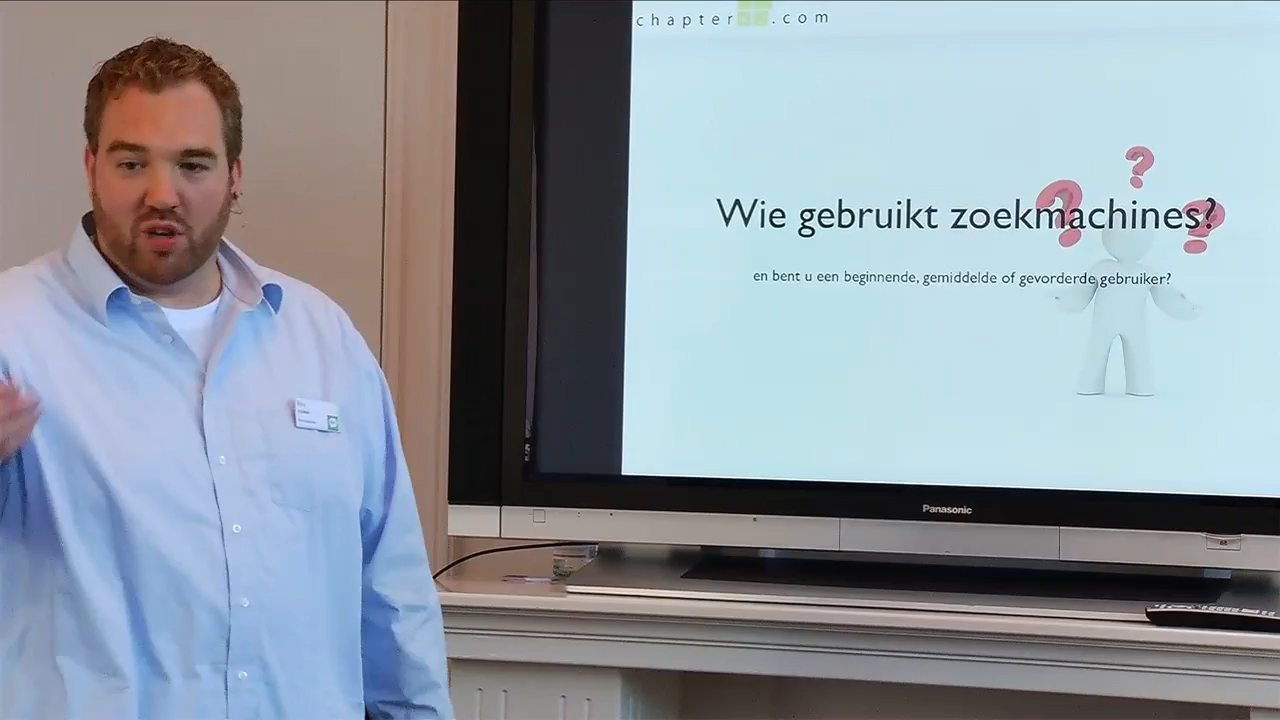 chapter .com
Wie gebruikt zoekmachines?
en bent u een beginnende, gemiddelde of gevorderde gebruiker?
Panasonic